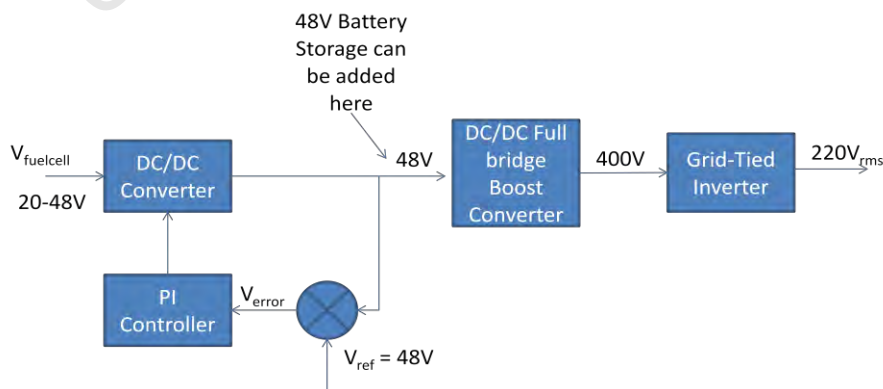 48V Battery
Storage can
be added
here
V_fuelcell
20-48V
DC/DC
Converter
48V
DC/DC Full
bridge
Boost
Converter
400V
Grid-Tied
Inverter
220V_rms
PI
Controller
V_error
V_ref = 48V